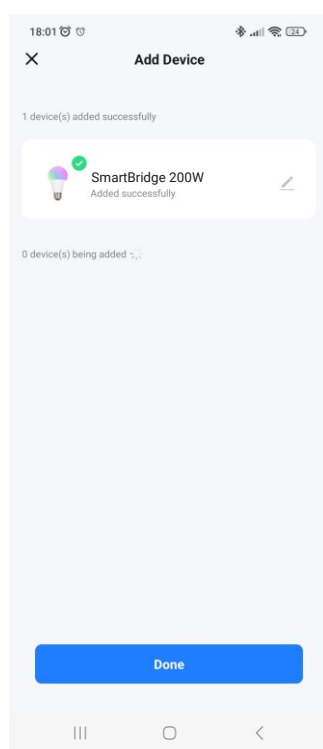 18:01
24
Add Device
1 device(s) added successfully
SmartBridge 200W
Added successfully
0 device(s) being added
Done